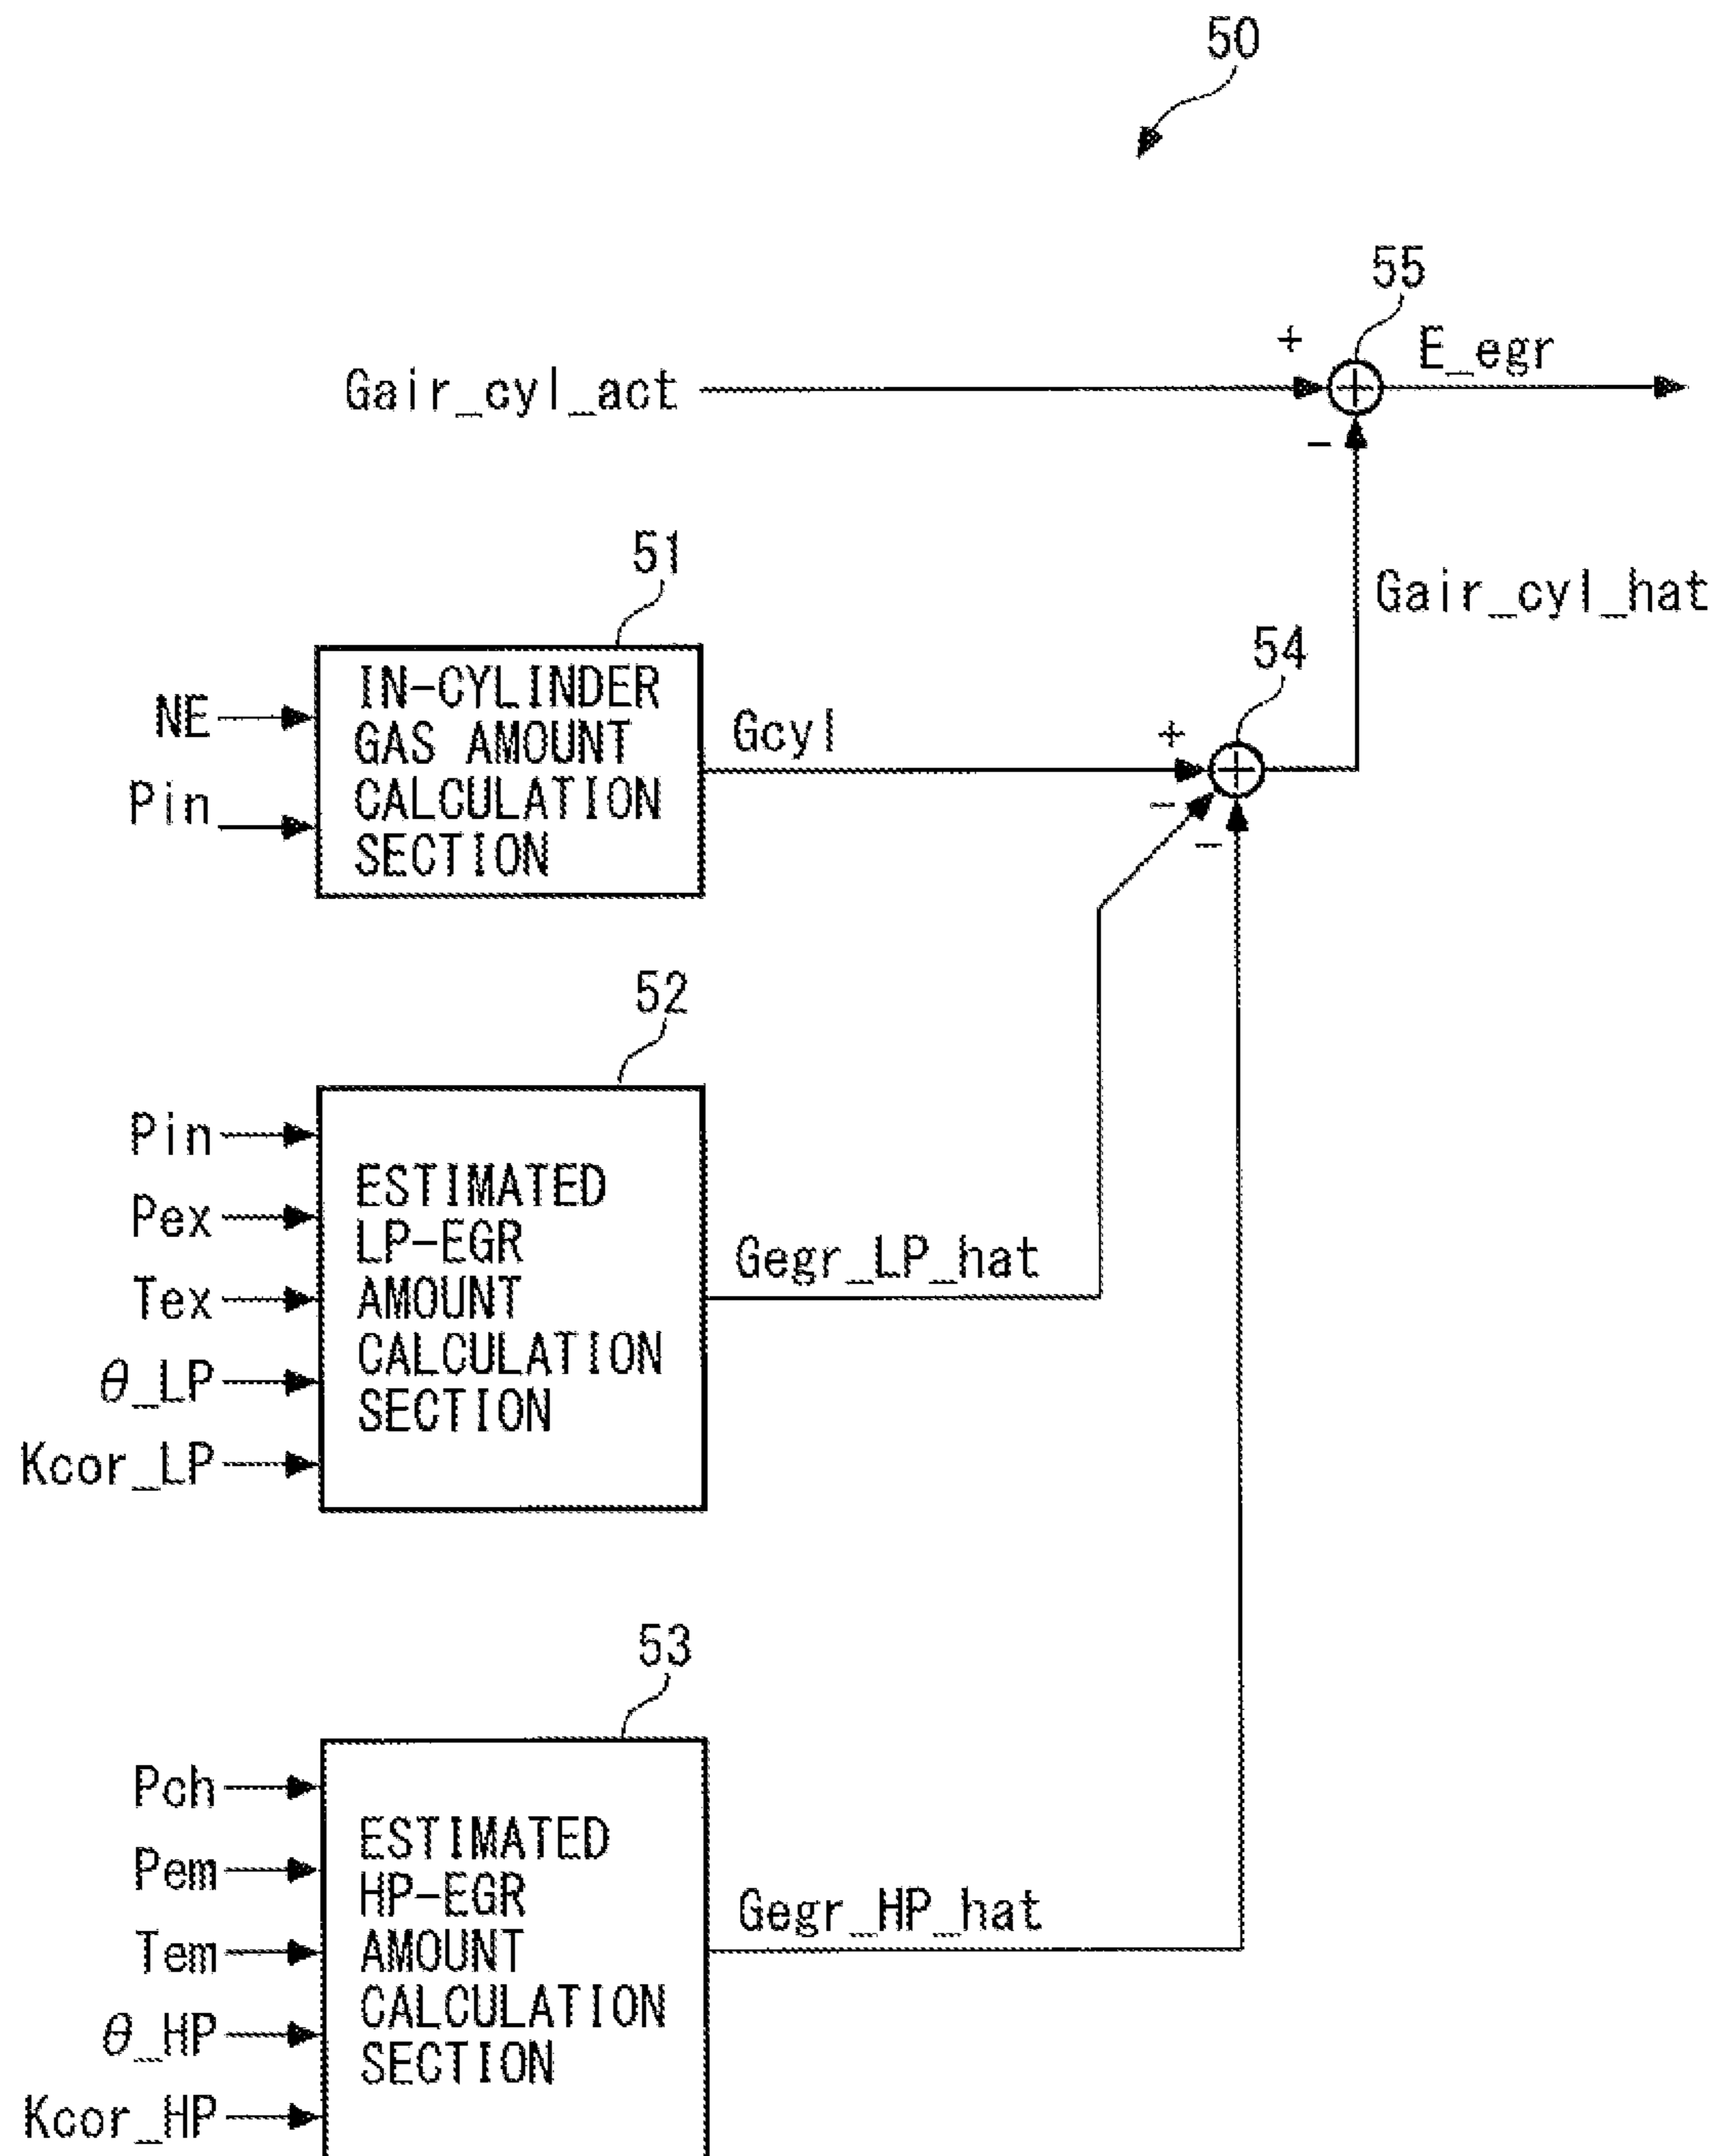 50
55
+
E_egr
Gair_cyl_act
-
51
Gair_cyl_hat
54
IN-CYLINDER
GAS AMOUNT
CALCULATION
SECTION
NE
Pin
Gcyl
+
-
-
52
Pin
Pex
Tex
θ_LP
Kcor_LP
ESTIMATED
LP-EGR
AMOUNT
CALCULATION
SECTION
Gegr_LP_hat
53
Pch
Pem
Tem
θ_HP
Kcor_HP
ESTIMATED
HP-EGR
AMOUNT
CALCULATION
SECTION
Gegr_HP_hat